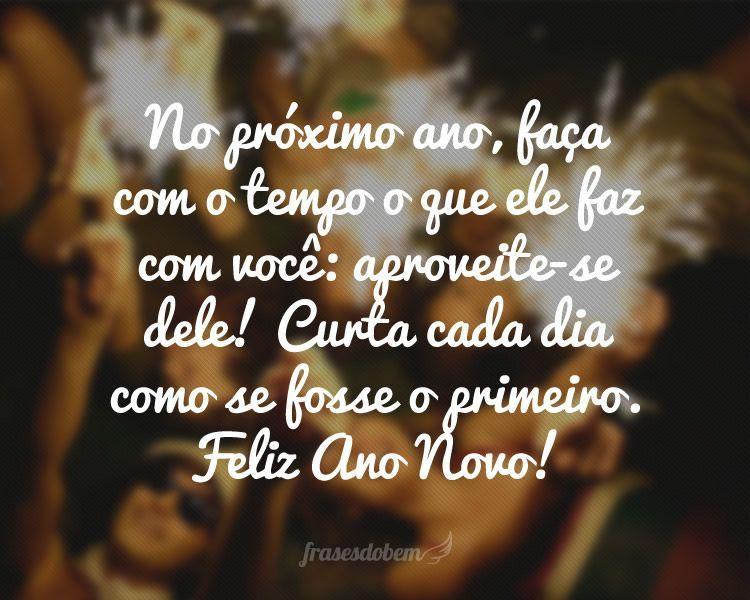 No próximo ano, faça
com o tempo o que ele faz
com você: aproveite-se
dele! Curta cada dia
como se fosse o primeiro.
Feliz Ano Novo!
frasesdobem